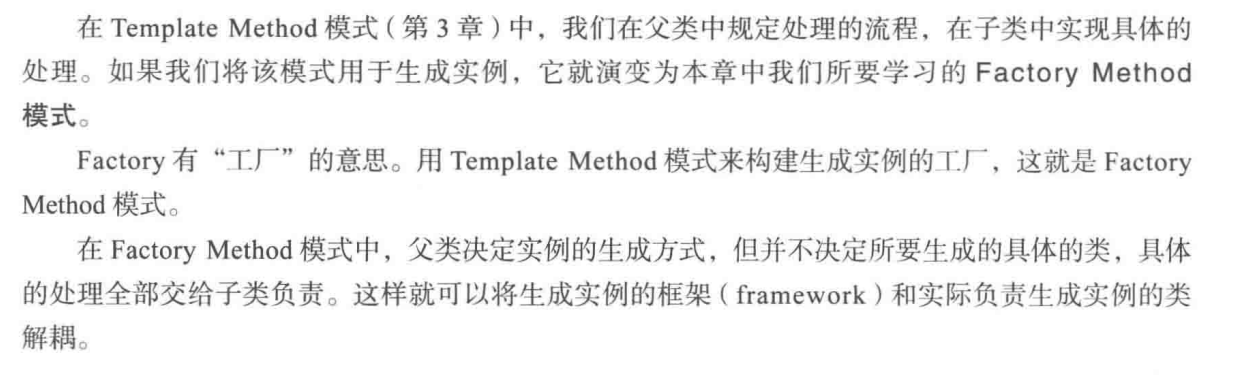 在 Template Method 模式（第 3 章）中，我们在父类中规定处理的流程，在子类中实现具体的
处理。如果我们将该模式用于生成实例，它就演变为本章中我们所要学习的 Factory Method
模式。
Factory 有“工厂”的意思。用 Template Method 模式来构建生成实例的工厂，这就是 Factory
Method 模式。
在 Factory Method 模式中，父类决定实例的生成方式，但并不决定所要生成的具体的类，具体
的处理全部交给子类负责。这样就可以将生成实例的框架（framework）和实际负责生成实例的类
解耦。